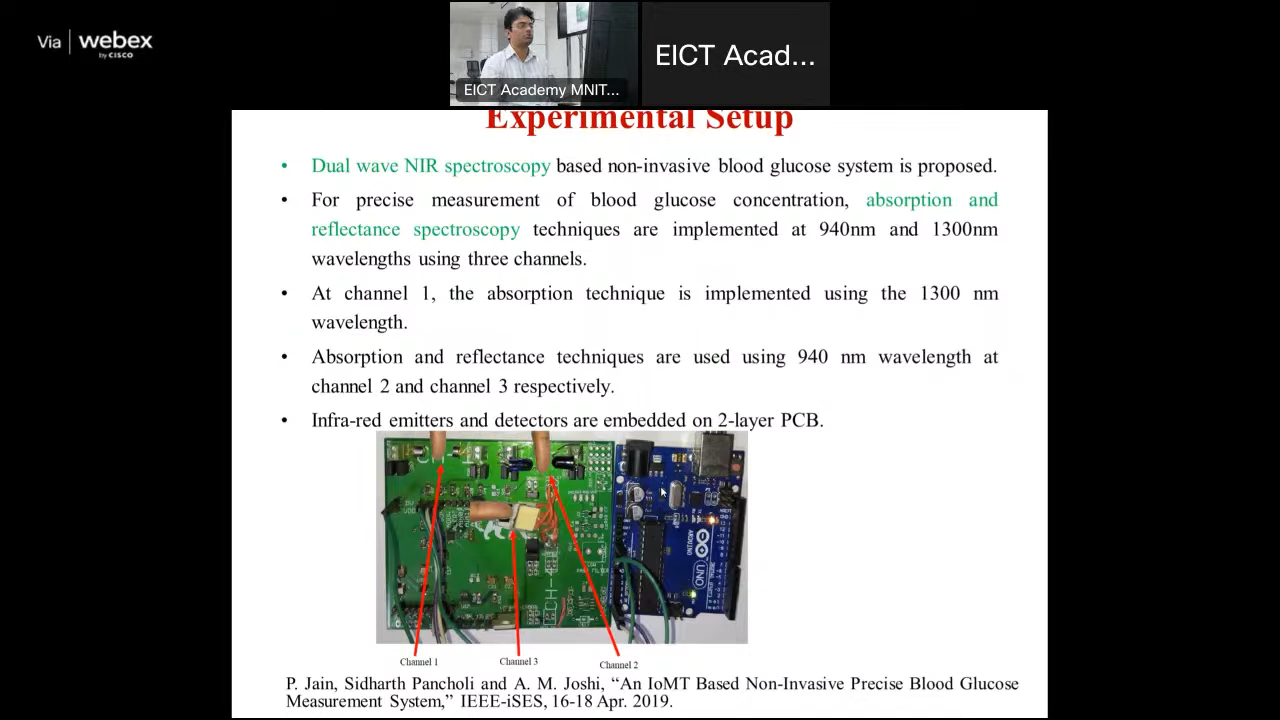 Via | webex
by CISCO
EICT Academy MNIT...
EICT Acad...
Experimental Setup
• Dual wave NIR spectroscopy based non-invasive blood glucose system is proposed.
• For precise measurement of blood glucose concentration, absorption and
reflectance spectroscopy techniques are implemented at 940nm and 1300nm
wavelengths using three channels.
• At channel 1, the absorption technique is implemented using the 1300 nm
wavelength.
• Absorption and reflectance techniques are used using 940 nm wavelength at
channel 2 and channel 3 respectively.
• Infra-red emitters and detectors are embedded on 2-layer PCB.
ARDUINO
UNO
CH-4
Channel 1
Channel 3
Channel 2
P. Jain, Sidharth Pancholi and A. M. Joshi, “An IoMT Based Non-Invasive Precise Blood Glucose
Measurement System,” IEEE-iSES, 16-18 Apr. 2019.